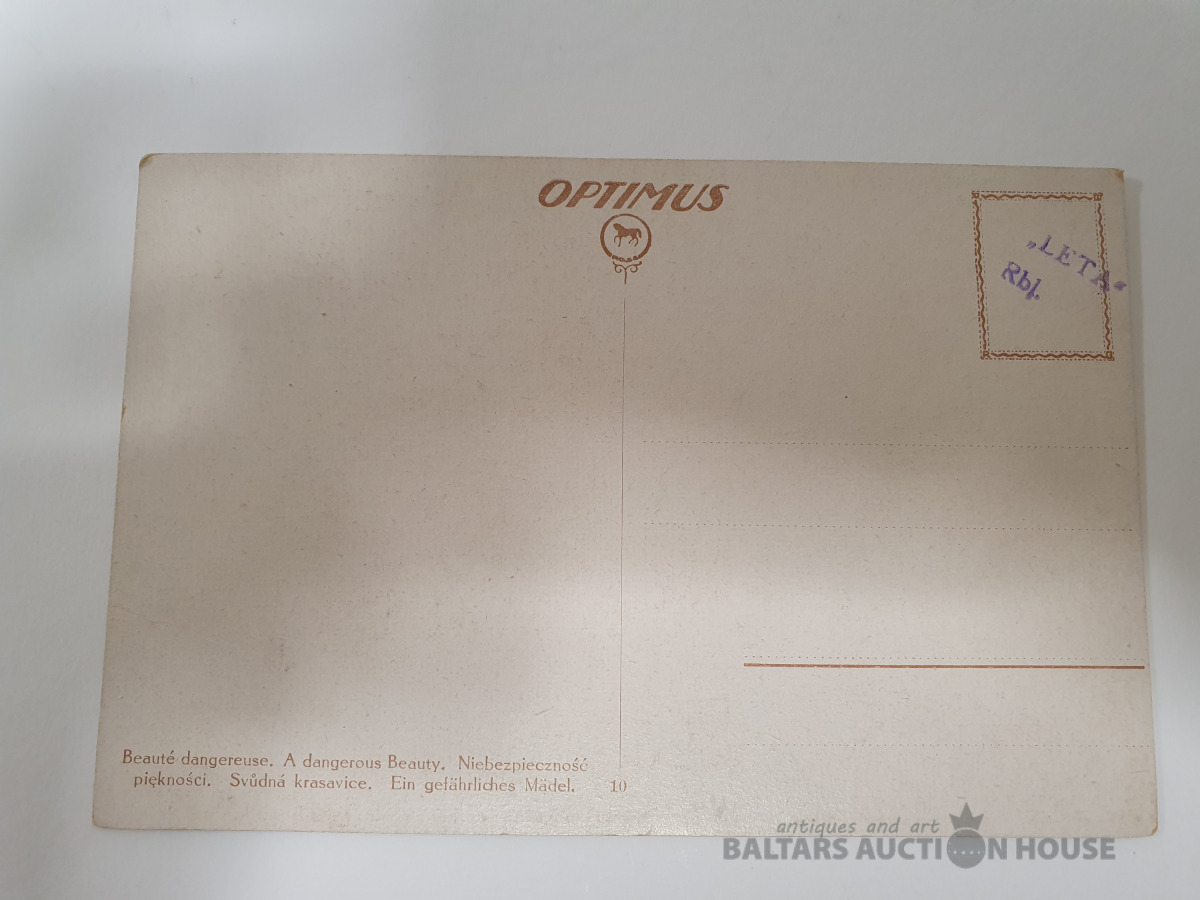 OPTIMUS
„LETA“
Rbl.
Beauté dangereuse. A dangerous Beauty. Niebezpieczność
piękności. Svůdná krasavice. Ein gefährliches Mädel. 10
antiques and art
BALTARS AUCTION HOUSE